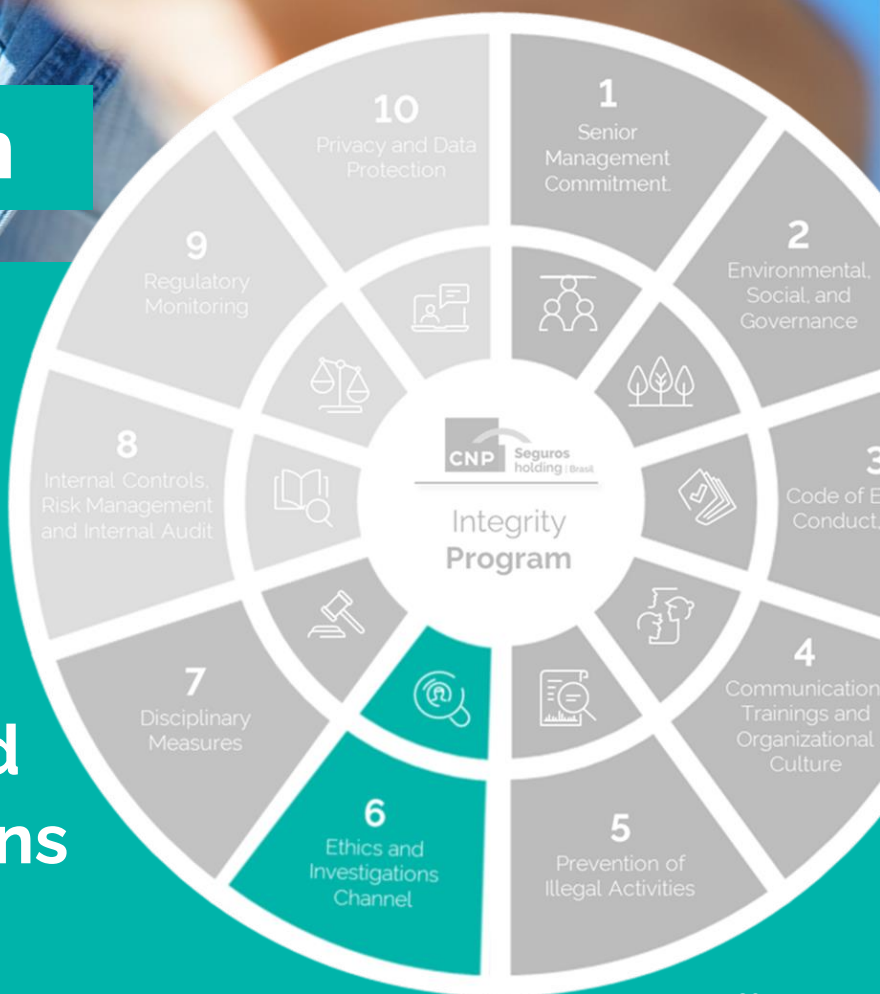 n
10
Privacy and Data
Protection
1
Senior
Management
Commitment.
9
Regulatory
Monitoring
2
Environmental,
Social, and
Governance
8
Internal Controls,
Risk Management
and Internal Audit
CNP Seguros
holding | Brasil
Integrity
Program
3
Code of E
Conduct,
7
Disciplinary
Measures
4
Communication
Trainings and
Organizational
Culture
d
ns
6
Ethics and
Investigations
Channel
5
Prevention of
Illegal Activities